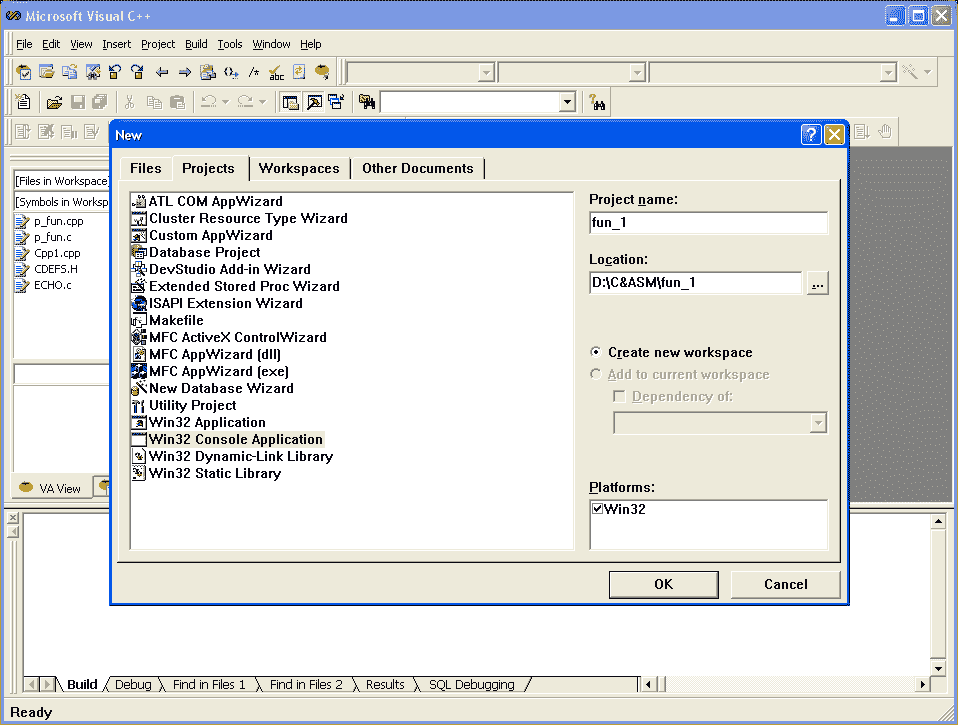 Microsoft Visual C++
File Edit View Insert Project Build Tools Window Help
New
Files Projects Workspaces Other Documents
[Files in Workspace]
[Symbols in Worksp
p_fun.cpp
p_fun.c
Cpp1.cpp
CDEFS.H
ECHO.c
VA View
ATL COM AppWizard
Cluster Resource Type Wizard
Custom AppWizard
Database Project
DevStudio Add-in Wizard
Extended Stored Proc Wizard
ISAPI Extension Wizard
Makefile
MFC ActiveX ControlWizard
MFC AppWizard (dll)
MFC AppWizard (exe)
New Database Wizard
Utility Project
Win32 Application
Win32 Console Application
Win32 Dynamic-Link Library
Win32 Static Library
Project name:
fun_1
Location:
D:\C&ASM\fun_1
...
Create new workspace
Add to current workspace
Dependency of:
Platforms:
Win32
OK Cancel
Build Debug Find in Files 1 Find in Files 2 Results SQL Debugging
Ready